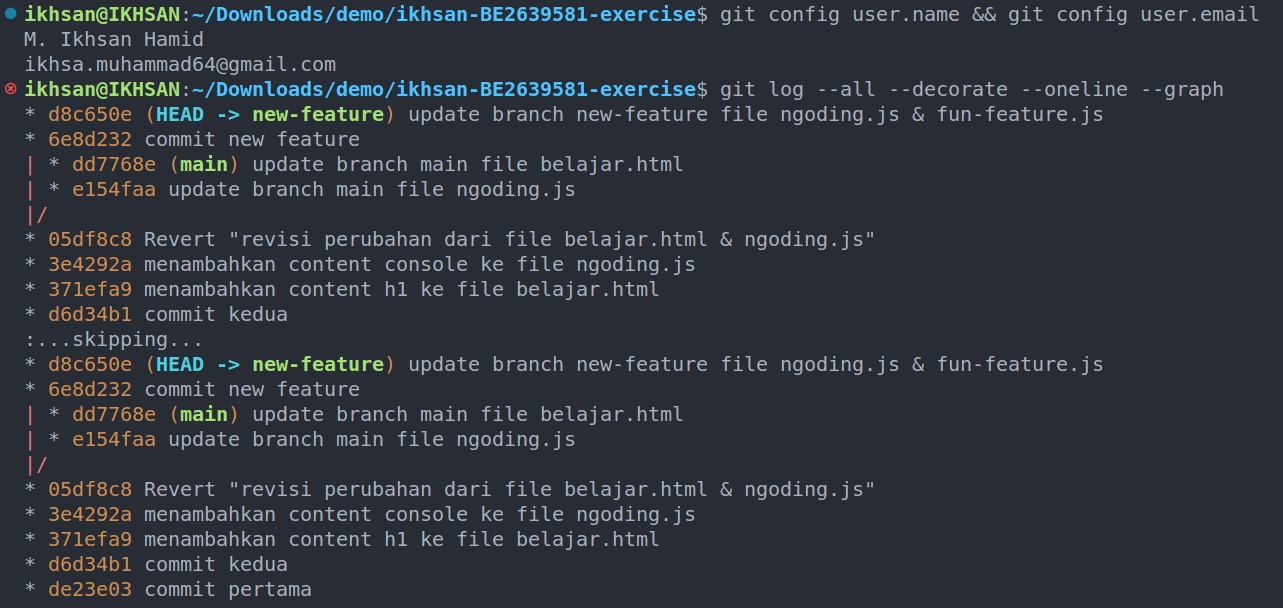 ikhsan@IKHSAN:~/Downloads/demo/ikhsan-BE2639581-exercise$ git config user.name && git config user.email
M. Ikhsan Hamid
ikhsa.muhammad64@gmail.com
ikhsan@IKHSAN:~/Downloads/demo/ikhsan-BE2639581-exercise$ git log --all --decorate --oneline --graph
* d8c650e (HEAD -> new-feature) update branch new-feature file ngoding.js & fun-feature.js
* 6e8d232 commit new feature
| * dd7768e (main) update branch main file belajar.html
| * e154faa update branch main file ngoding.js
|/
* 05df8c8 Revert "revisi perubahan dari file belajar.html & ngoding.js"
* 3e4292a menambahkan content console ke file ngoding.js
* 371efa9 menambahkan content h1 ke file belajar.html
* d6d34b1 commit kedua
:...skipping...
* d8c650e (HEAD -> new-feature) update branch new-feature file ngoding.js & fun-feature.js
* 6e8d232 commit new feature
| * dd7768e (main) update branch main file belajar.html
| * e154faa update branch main file ngoding.js
|/
* 05df8c8 Revert "revisi perubahan dari file belajar.html & ngoding.js"
* 3e4292a menambahkan content console ke file ngoding.js
* 371efa9 menambahkan content h1 ke file belajar.html
* d6d34b1 commit kedua
* de23e03 commit pertama